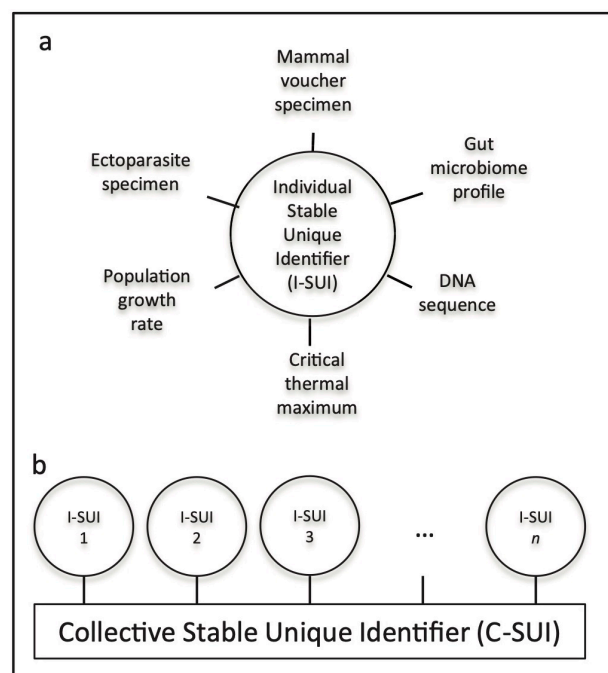 a
Mammal
voucher
specimen
Ectoparasite
specimen
Gut
microbiome
profile
Individual
Stable
Unique
Identifier
(I-SUI)
Population
growth
rate
DNA
sequence
Critical
thermal
maximum
b
I-SUI
1
I-SUI
2
I-SUI
3
...
I-SUI
n
Collective Stable Unique Identifier (C-SUI)